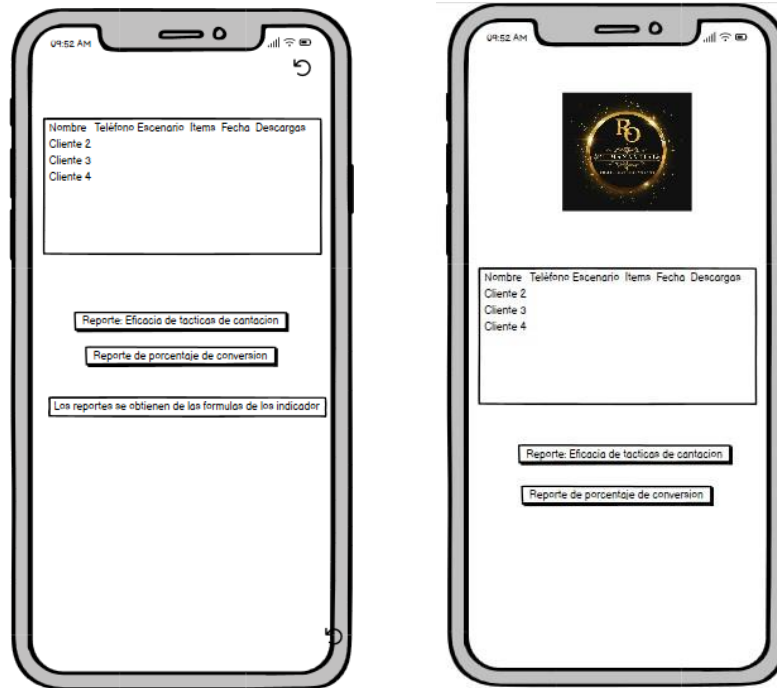 09:52 AM
Nombre Teléfono Escenario Items Fecha Descargas
Cliente 2
Cliente 3
Cliente 4
Reporte: Eficacia de tacticas de cantacion
Reporte de porcentaje de conversion
Los reportes se obtienen de las formulas de los indicador
09:52 AM
RO
Nombre Teléfono Escenario Items Fecha Descargas
Cliente 2
Cliente 3
Cliente 4
Reporte: Eficacia de tacticas de cantacion
Reporte de porcentaje de conversion